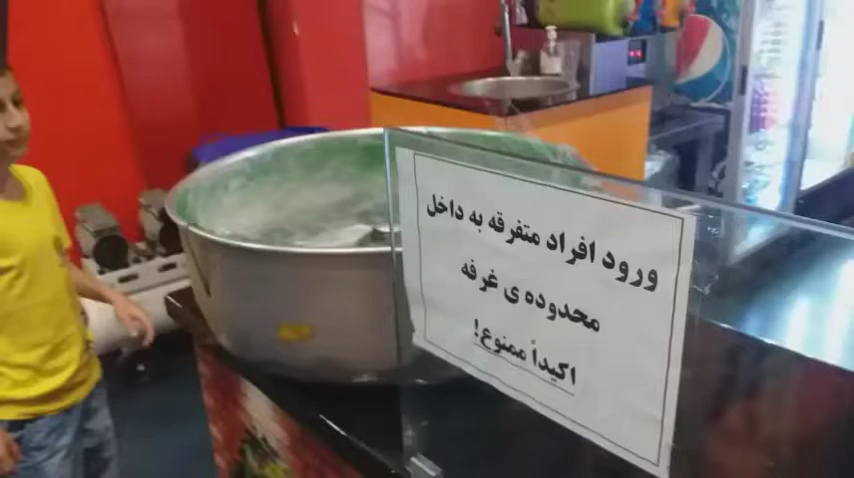 ورود افراد متفرقه به داخل
محدوده ی غرفه
اکیداً ممنوع!